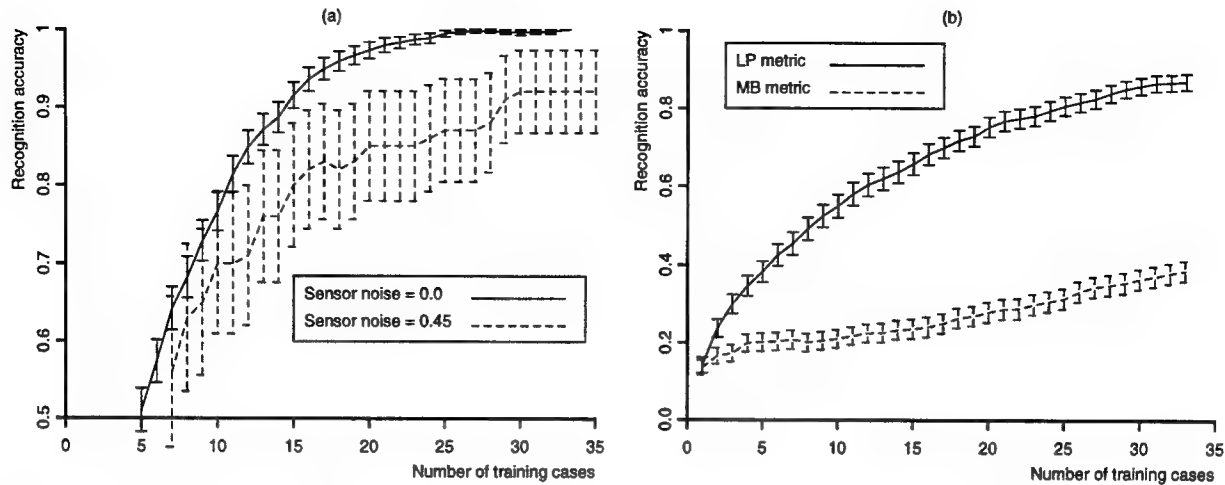 (a)
Recognition accuracy
1
0.9
0.8
0.7
0.6
0.5
Sensor noise = 0.0
Sensor noise = 0.45
0 5 10 15 20 25 30 35
Number of training cases
(b)
Recognition accuracy
1
0.8
0.6
0.4
0.2
0.0
LP metric
MB metric
0 5 10 15 20 25 30 35
Number of training cases